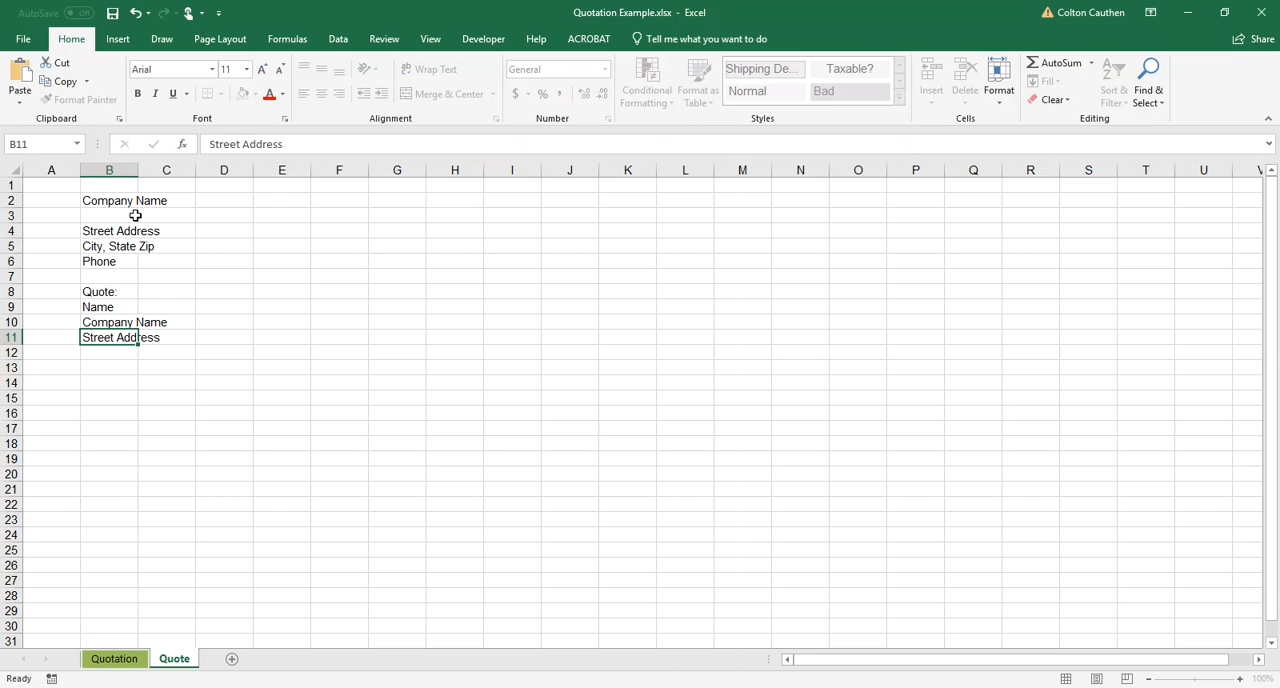 AutoSave Off
Quotation Example.xlsx - Excel
Colton Cauthen
File Home Insert Draw Page Layout Formulas Data Review View Developer Help ACROBAT Tell me what you want to do Share
Paste
Cut
Copy
Format Painter
Clipboard
Arial 11
B I U
Font
Wrap Text
Merge & Center
Alignment
General
$ % ,
Number
Conditional Formatting
Format as Table
Shipping De... Taxable?
Normal Bad
Styles
Insert Delete Format
Cells
AutoSum
Fill
Clear
Sort & Filter
Find & Select
Editing
B11 fx Street Address
A B C D E F G H I J K L M N O P Q R S T U V
1
2 Company Name
3
4 Street Address
5 City, State Zip
6 Phone
7
8 Quote:
9 Name
10 Company Name
11 Street Address
12
13
14
15
16
17
18
19
20
21
22
23
24
25
26
27
28
29
30
31
Quotation Quote
Ready 100%